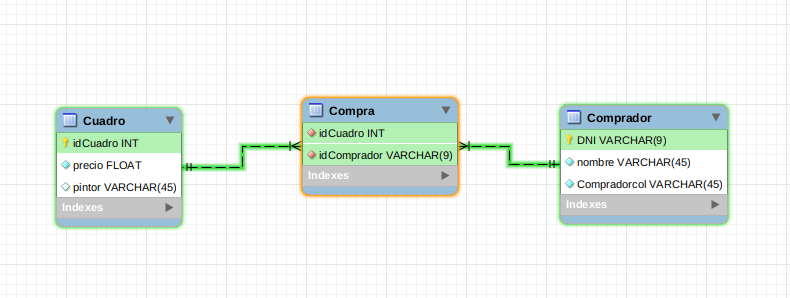 Cuadro
idCuadro INT
precio FLOAT
pintor VARCHAR(45)
Indexes
Compra
idCuadro INT
idComprador VARCHAR(9)
Indexes
Comprador
DNI VARCHAR(9)
nombre VARCHAR(45)
Compradorcol VARCHAR(45)
Indexes